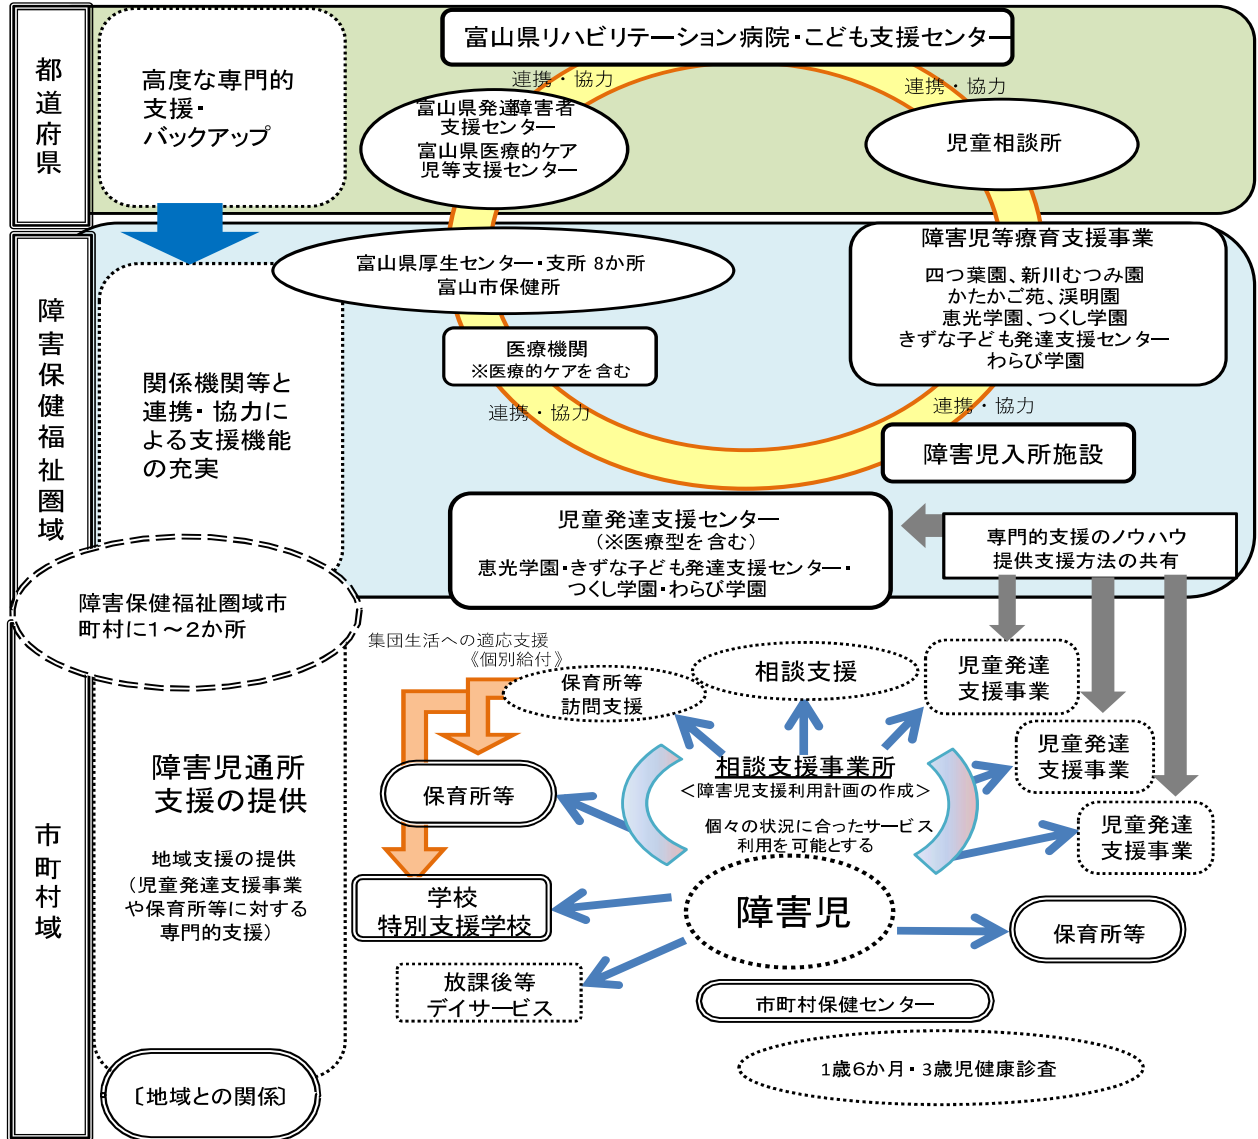 都道府県
高度な専門的
支援・
バックアップ
富山県リハビリテーション病院・こども支援センター
連携・協力
連携・協力
富山県発達障害者
支援センター
富山県医療的ケア
児等支援センター
児童相談所
障害保健福祉圏域
関係機関等と
連携・協力に
よる支援機能
の充実
富山県厚生センター・支所 8か所
富山市保健所
障害児等療育支援事業
四つ葉園、新川むつみ園
かたかご苑、渓明園
恵光学園、つくし学園
きずな子ども発達支援センター
わらび学園
医療機関
※医療的ケアを含む
連携・協力
連携・協力
障害児入所施設
児童発達支援センター
（※医療型を含む）
恵光学園・きずな子ども発達支援センター・
つくし学園・わらび学園
専門的支援のノウハウ
提供支援方法の共有
障害保健福祉圏域市
町村に1～2か所
市町村域
障害児通所
支援の提供
地域支援の提供
（児童発達支援事業
や保育所等に対する
専門的支援）
〔地域との関係〕
集団生活への適応支援
《個別給付》
保育所等
訪問支援
相談支援
児童発達
支援事業
児童発達
支援事業
児童発達
支援事業
保育所等
相談支援事業所
＜障害児支援利用計画の作成＞
個々の状況に合ったサービス
利用を可能とする
学校
特別支援学校
障害児
保育所等
放課後等
デイサービス
市町村保健センター
1歳6か月・3歳児健康診査